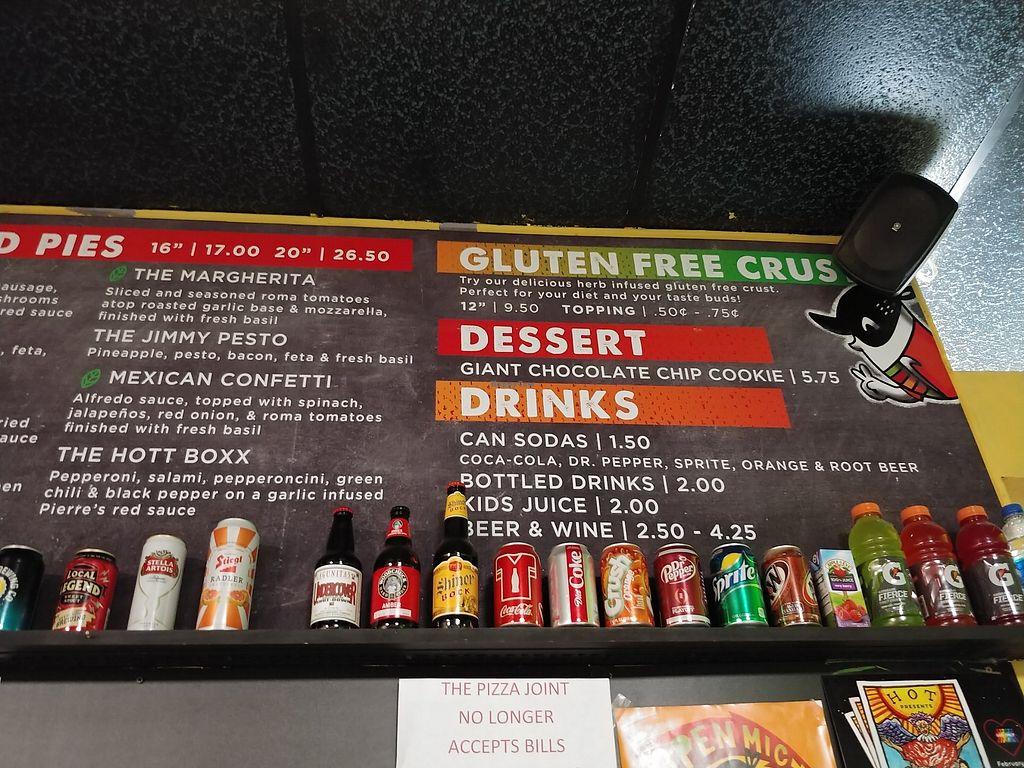 D PIES 16” | 17.00 20” | 26.50
ausage,
shrooms
red sauce
, feta,
ried
auce
en
THE MARGHERITA
Sliced and seasoned roma tomatoes
atop roasted garlic base & mozzarella,
finished with fresh basil
THE JIMMY PESTO
Pineapple, pesto, bacon, feta & fresh basil
MEXICAN CONFETTI
Alfredo sauce, topped with spinach,
jalapeños, red onion, & roma tomatoes
finished with fresh basil
THE HOTT BOXX
Pepperoni, salami, pepperoncini, green
chili & black pepper on a garlic infused
Pierre's red sauce
GLUTEN FREE CRUS
Try our delicious herb infused gluten free crust.
Perfect for your diet and your taste buds!
12” | 9.50 TOPPING | .50¢ - .75¢
DESSERT
GIANT CHOCOLATE CHIP COOKIE | 5.75
DRINKS
CAN SODAS | 1.50
COCA-COLA, DR. PEPPER, SPRITE, ORANGE & ROOT BEER
BOTTLED DRINKS | 2.00
KIDS JUICE | 2.00
BEER & WINE | 2.50 - 4.25
LOCAL
LEGEND
STELLA
ARTOIS
Stiegl
RADLER
AMBER
Shiner
BOCK
Coca-Cola
Diet Coke
Crush
Dr Pepper
Sprite
A&W
G
FIERCE
G
FIERCE
G
FIERCE
THE PIZZA JOINT
NO LONGER
ACCEPTS BILLS
PEN MIC
HOT
PRESENTS
February